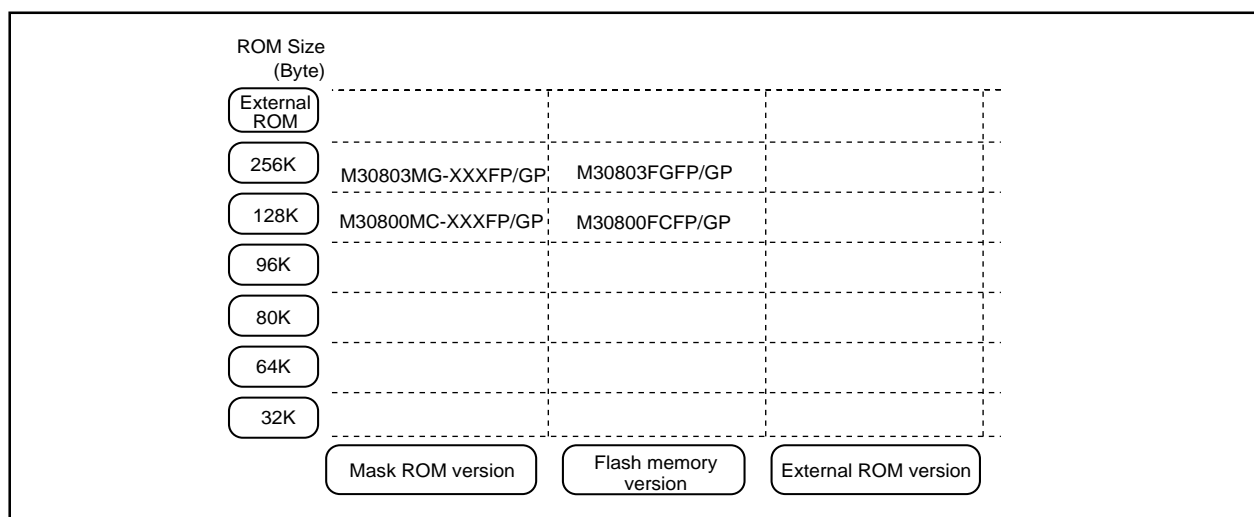 ROM Size
(Byte)
External
ROM
256K M30803MG-XXXFP/GP M30803FGFP/GP
128K M30800MC-XXXFP/GP M30800FCFP/GP
96K
80K
64K
32K
Mask ROM version
Flash memory
version
External ROM version